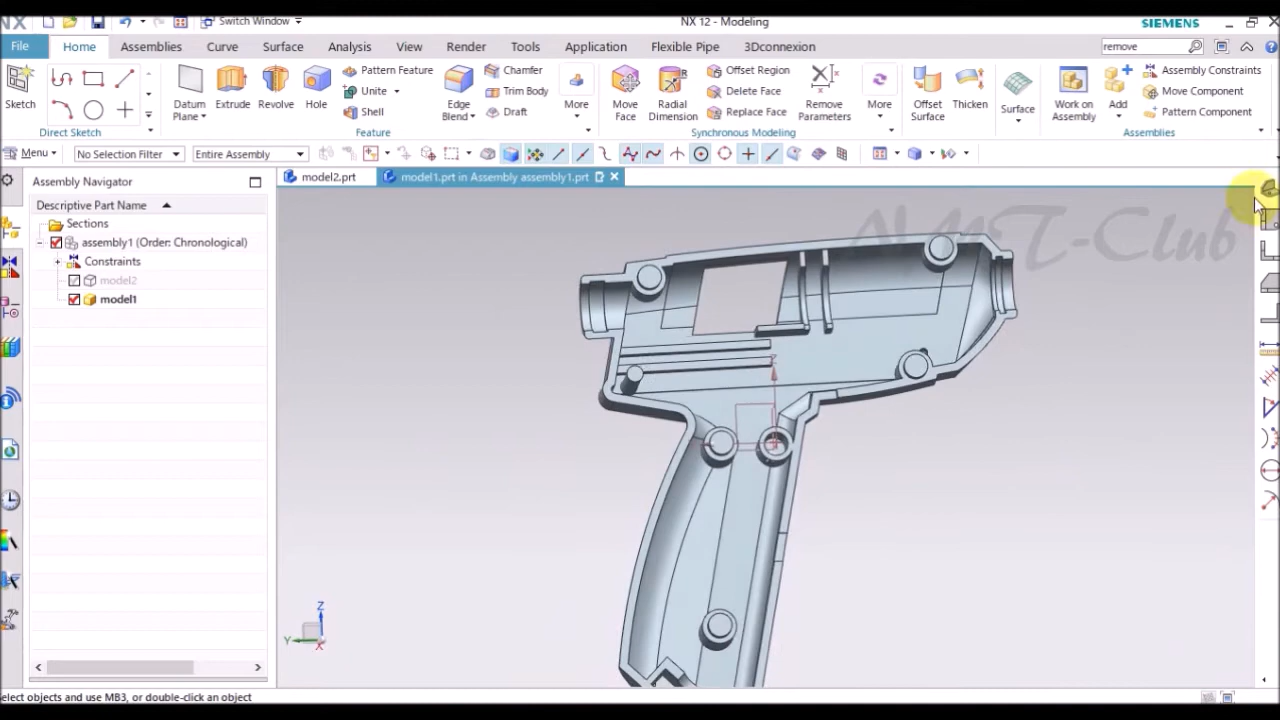 NX
Switch Window
NX 12 - Modeling
SIEMENS
File
Home
Assemblies
Curve
Surface
Analysis
View
Render
Tools
Application
Flexible Pipe
3Dconnexion
remove
Sketch
Direct Sketch
Datum
Plane
Extrude
Revolve
Hole
Pattern Feature
Unite
Shell
Edge
Blend
Chamfer
Trim Body
Draft
More
Feature
Move
Face
Radial
Dimension
Offset Region
Delete Face
Replace Face
Remove
Parameters
More
Synchronous Modeling
Offset
Surface
Thicken
Surface
Work on
Assembly
Add
Assembly Constraints
Move Component
Pattern Component
Assemblies
Menu
No Selection Filter
Entire Assembly
Assembly Navigator
model2.prt
model1.prt in Assembly assembly1.prt
Descriptive Part Name
Sections
assembly1 (Order: Chronological)
Constraints
model2
model1
Z
Z
Y
X
elect objects and use MB3, or double-click an object